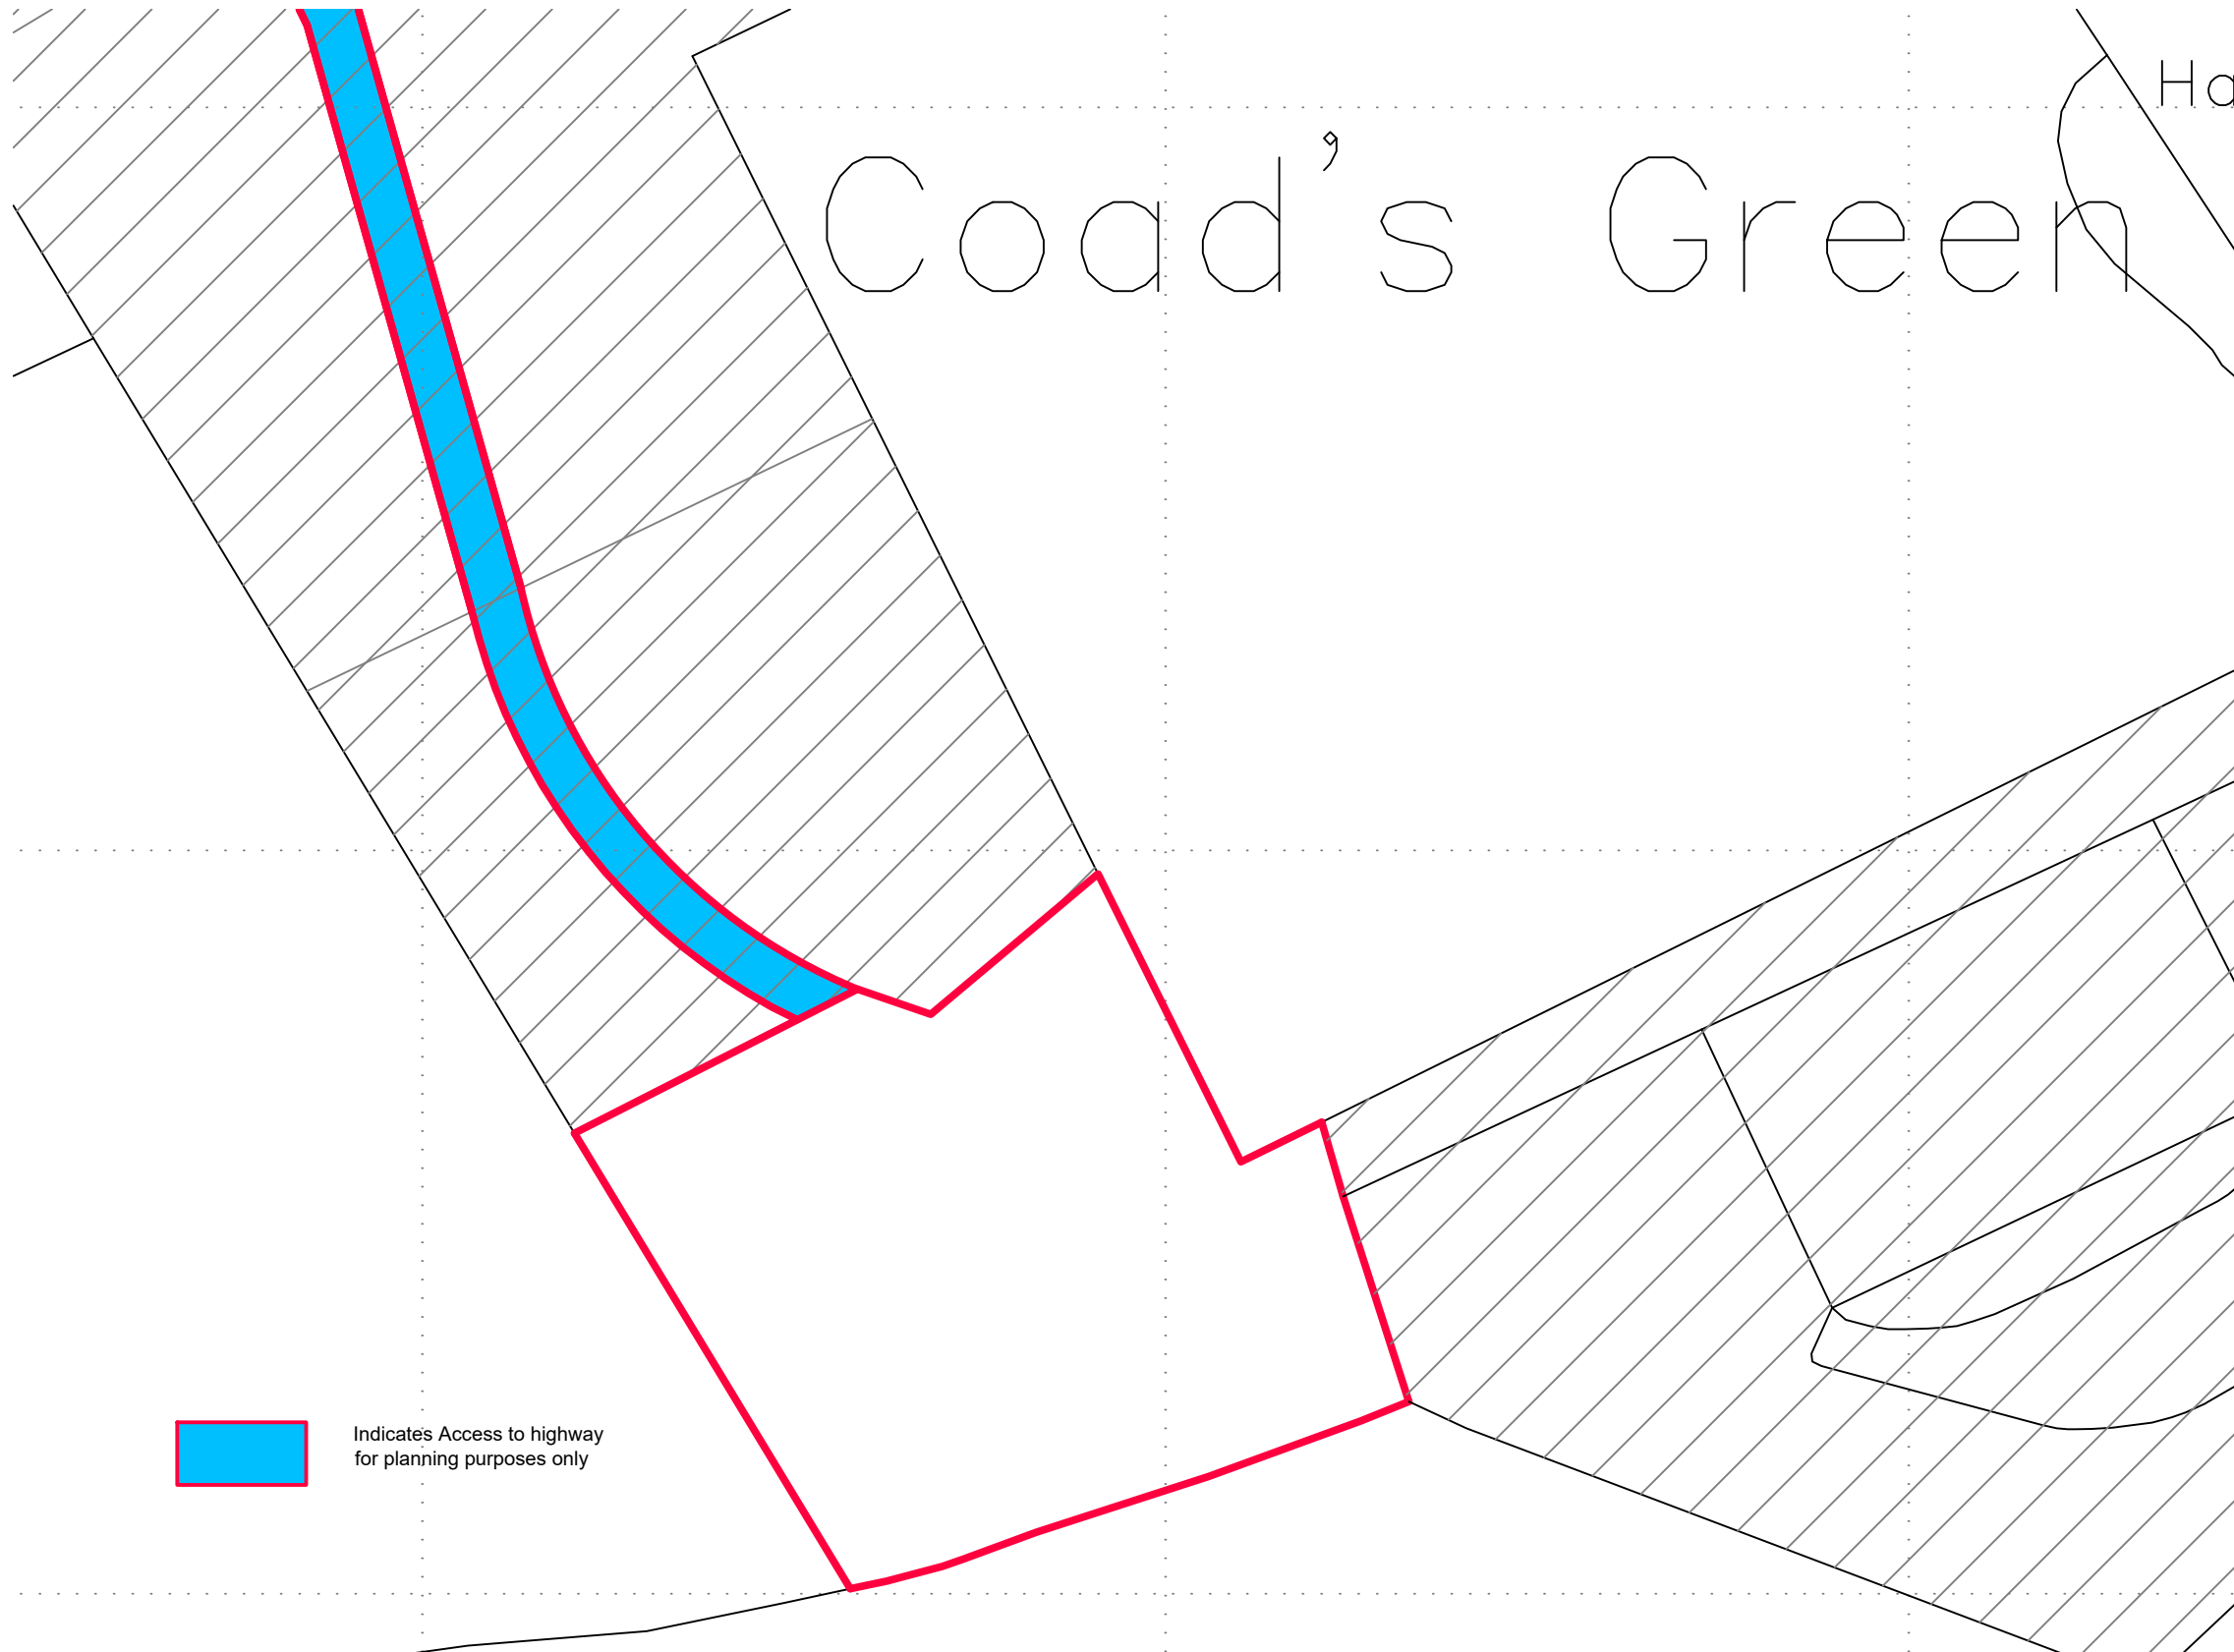 Coad's Green
Indicates Access to highway
for planning purposes only